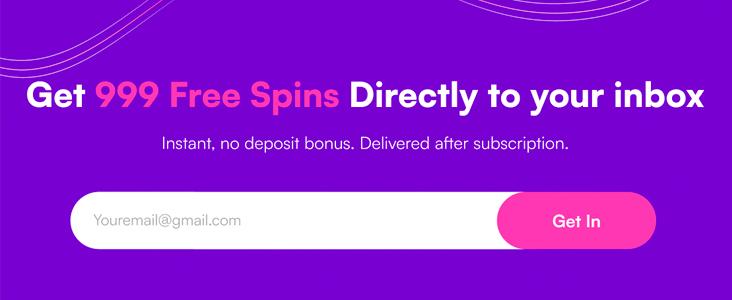 Get 999 Free Spins Directly to your inbox
Instant, no deposit bonus. Delivered after subscription.
Youremail@gmail.com
Get In